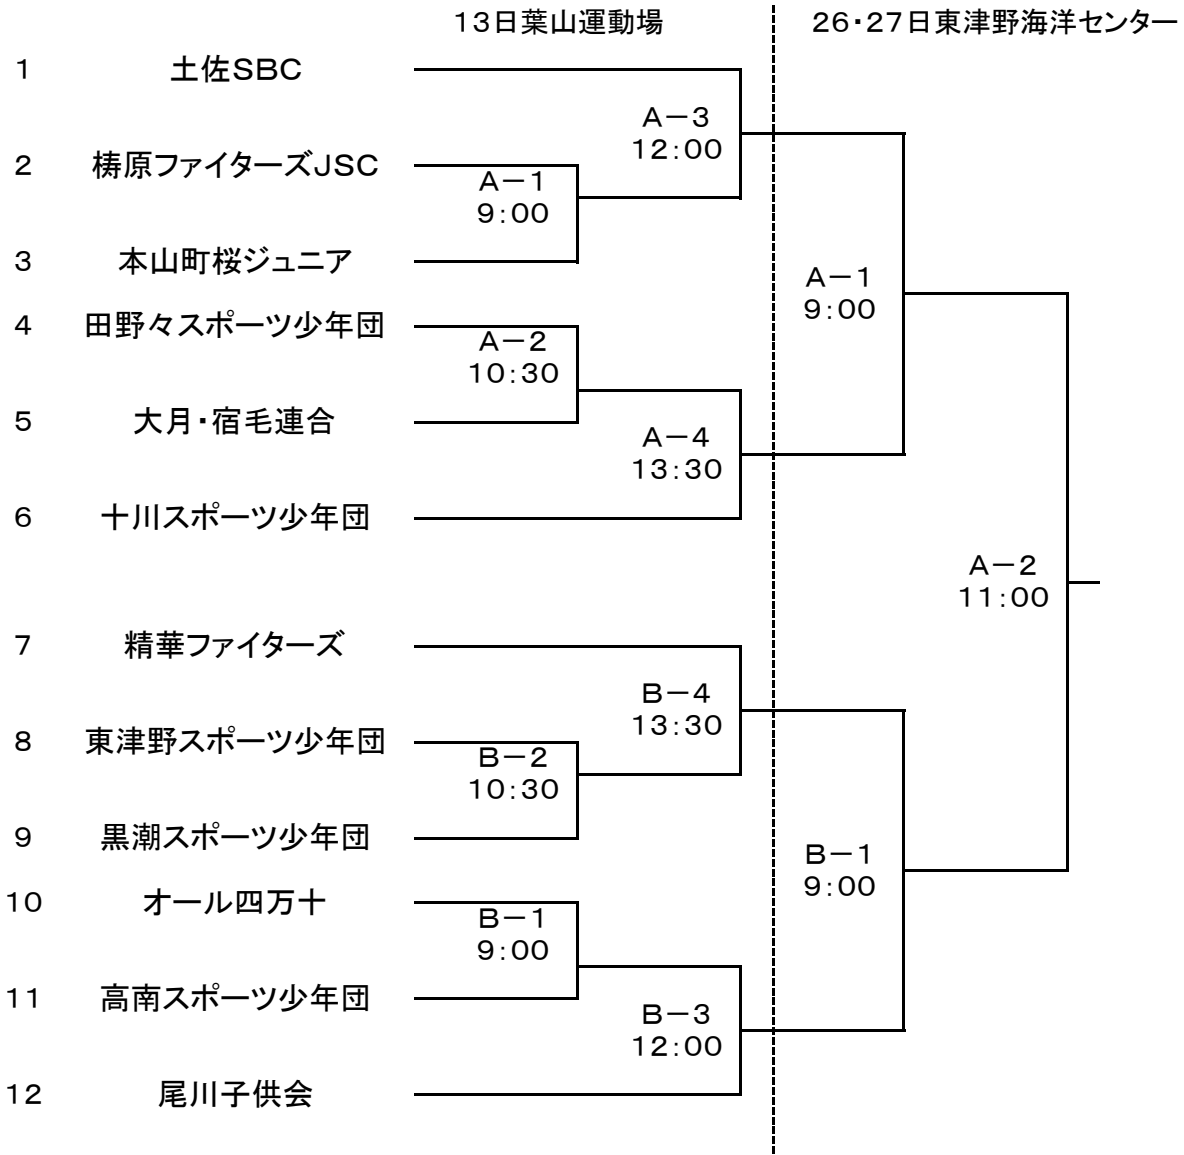 13日葉山運動場
26・27日東津野海洋センター
1 土佐SBC
A－3
12:00
2 梼原ファイターズJSC
A－1
9:00
3 本山町桜ジュニア
A－1
9:00
4 田野々スポーツ少年団
A－2
10:30
5 大月・宿毛連合
A－4
13:30
6 十川スポーツ少年団
A－2
11:00
7 精華ファイターズ
B－4
13:30
8 東津野スポーツ少年団
B－2
10:30
9 黒潮スポーツ少年団
B－1
9:00
10 オール四万十
B－1
9:00
11 高南スポーツ少年団
B－3
12:00
12 尾川子供会